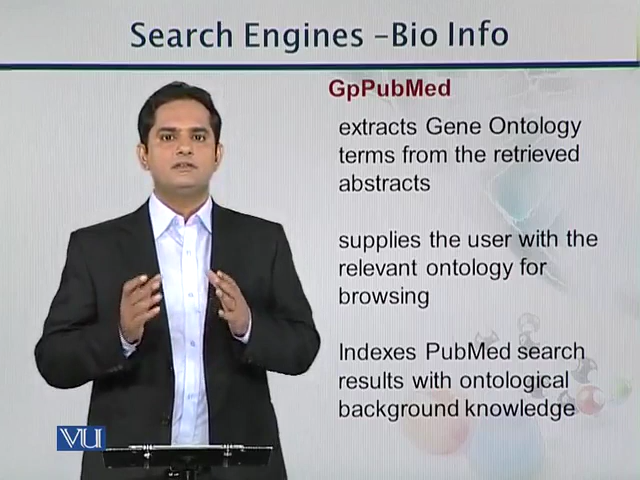 Search Engines –Bio Info
GpPubMed
extracts Gene Ontology
terms from the retrieved
abstracts
supplies the user with the
relevant ontology for
browsing
Indexes PubMed search
results with ontological
background knowledge
VU